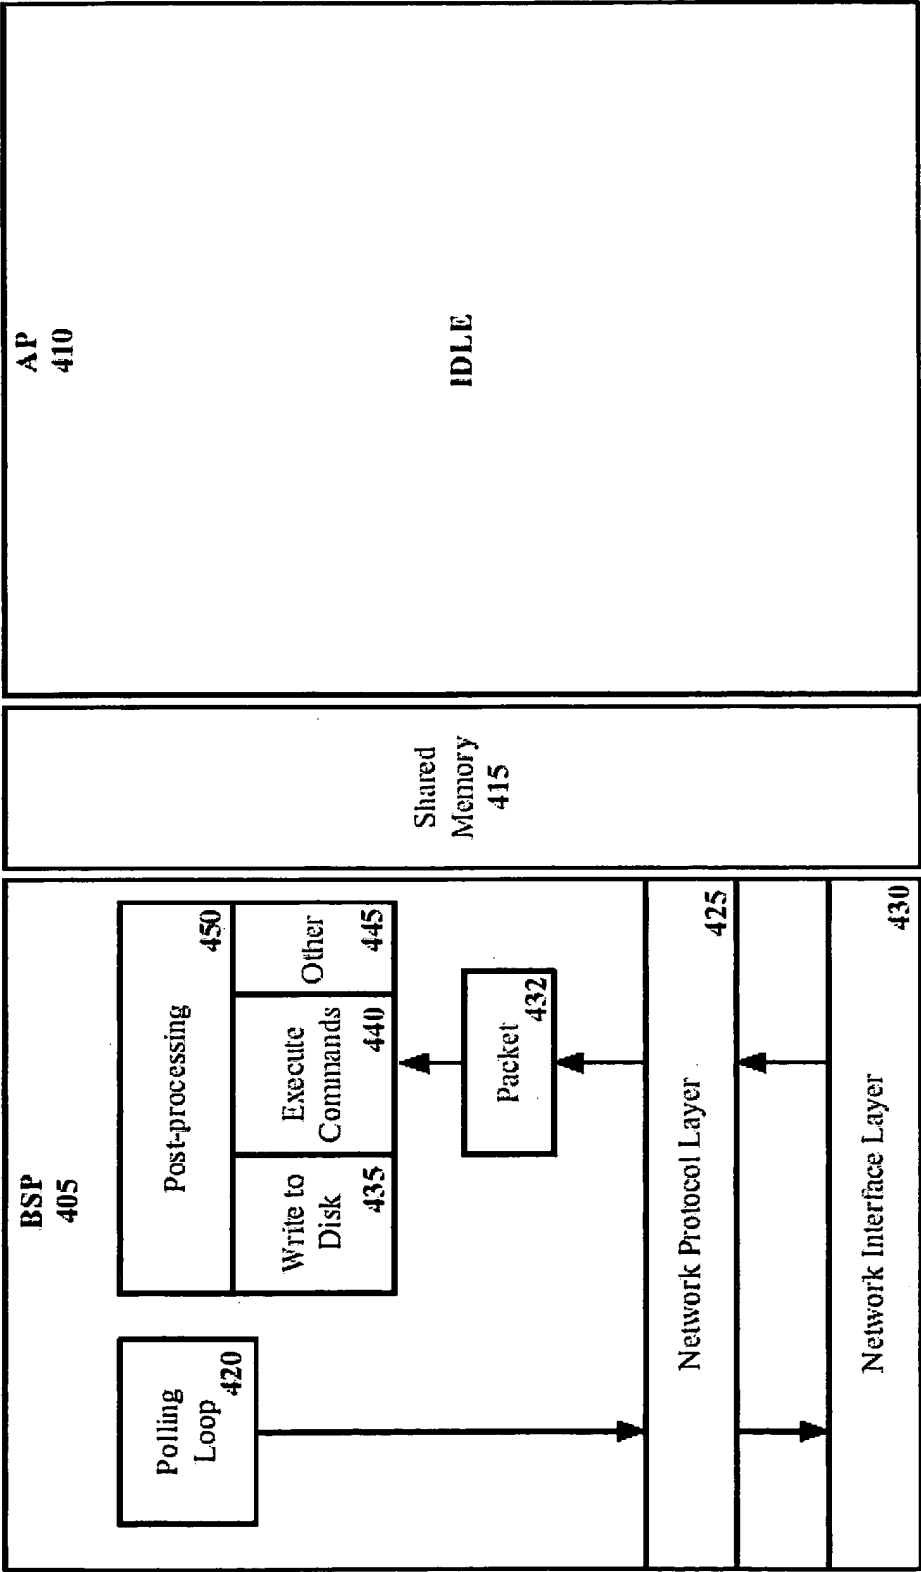 BSP
405
Polling
Loop
420
Post-processing
450
Write to
Disk
435
Execute
Commands
440
Other
445
Packet
432
Network Protocol Layer
425
Network Interface Layer
430
Shared
Memory
415
AP
410
IDLE